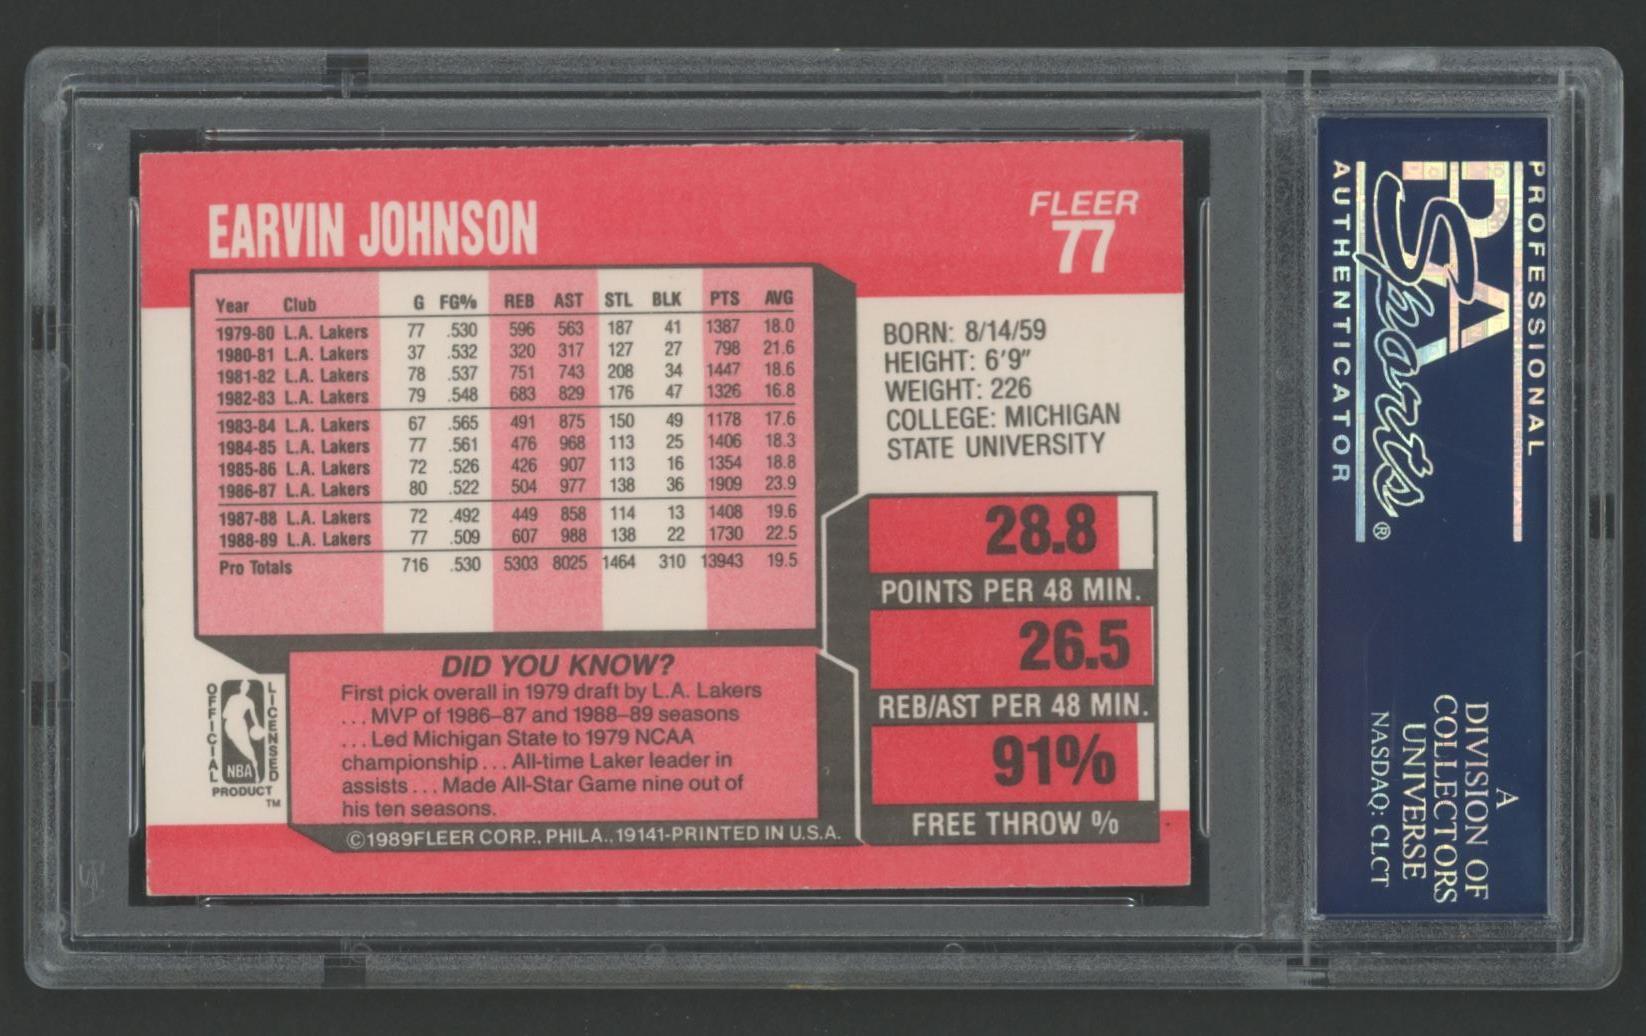 EARVIN JOHNSON
FLEER
77
Year Club G FG% REB AST STL BLK PTS AVG
1979-80 L.A. Lakers 77 .530 596 563 187 41 1387 18.0
1980-81 L.A. Lakers 37 .532 320 317 127 27 798 21.6
1981-82 L.A. Lakers 78 .537 751 743 208 34 1447 18.6
1982-83 L.A. Lakers 79 .548 683 829 176 47 1326 16.8
1983-84 L.A. Lakers 67 .565 491 875 150 49 1178 17.6
1984-85 L.A. Lakers 77 .561 476 968 113 25 1406 18.3
1985-86 L.A. Lakers 72 .526 426 907 113 16 1354 18.8
1986-87 L.A. Lakers 80 .522 504 977 138 36 1909 23.9
1987-88 L.A. Lakers 72 .492 449 858 114 13 1408 19.6
1988-89 L.A. Lakers 77 .509 607 988 138 22 1730 22.5
Pro Totals 716 .530 5303 8025 1464 310 13943 19.5
BORN: 8/14/59
HEIGHT: 6'9"
WEIGHT: 226
COLLEGE: MICHIGAN
STATE UNIVERSITY
28.8
POINTS PER 48 MIN.
26.5
REB/AST PER 48 MIN.
91%
FREE THROW %
DID YOU KNOW?
First pick overall in 1979 draft by L.A. Lakers
... MVP of 1986–87 and 1988–89 seasons
... Led Michigan State to 1979 NCAA
championship ... All-time Laker leader in
assists ... Made All-Star Game nine out of
his ten seasons.
OFFICIAL
LICENSED
NBA
PRODUCT
TM
©1989FLEER CORP., PHILA., 19141-PRINTED IN U.S.A.
PROFESSIONAL
PSA
Sports®
AUTHENTICATOR
A
DIVISION OF
COLLECTORS
UNIVERSE
NASDAQ: CLCT